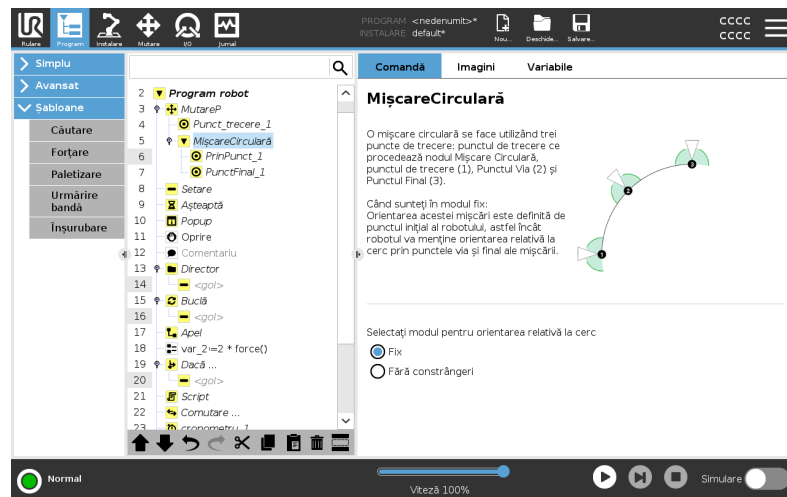 UR
Rulare
Program
Instalare
Mutare
I/O
Jurnal
PROGRAM <nedenumit>*
INSTALARE default*
Nou...
Deschide...
Salvare...
cccc
cccc
Simplu
Avansat
Șabloane
Căutare
Forțare
Paletizare
Urmărire
bandă
Înșurubare
2 Program robot
3 MutareP
4 Punct_trecere_1
5 MișcareCirculară
6 PrinPunct_1
7 PunctFinal_1
8 Setare
9 Așteaptă
10 Popup
11 Oprire
12 Comentariu
13 Director
14 <gol>
15 Buclă
16 <gol>
17 Apel
18 var_2≔2 * force()
19 Dacă ...
20 <gol>
21 Script
22 Comutare ...
23 cronometru_1
Comandă
Imagini
Variabile
MișcareCirculară
O mișcare circulară se face utilizând trei
puncte de trecere: punctul de trecere ce
procedează nodul Mișcare Circulară,
punctul de trecere (1), Punctul Via (2) și
Punctul Final (3).
Când sunteți în modul fix:
Orientarea acestei mișcări este definită de
punctul inițial al robotului, astfel încât
robotul va menține orientarea relativă la
cerc prin punctele via și final ale mișcării.
3
2
1
Selectați modul pentru orientarea relativă la cerc
Fix
Fără constrângeri
Normal
Viteză 100%
Simulare